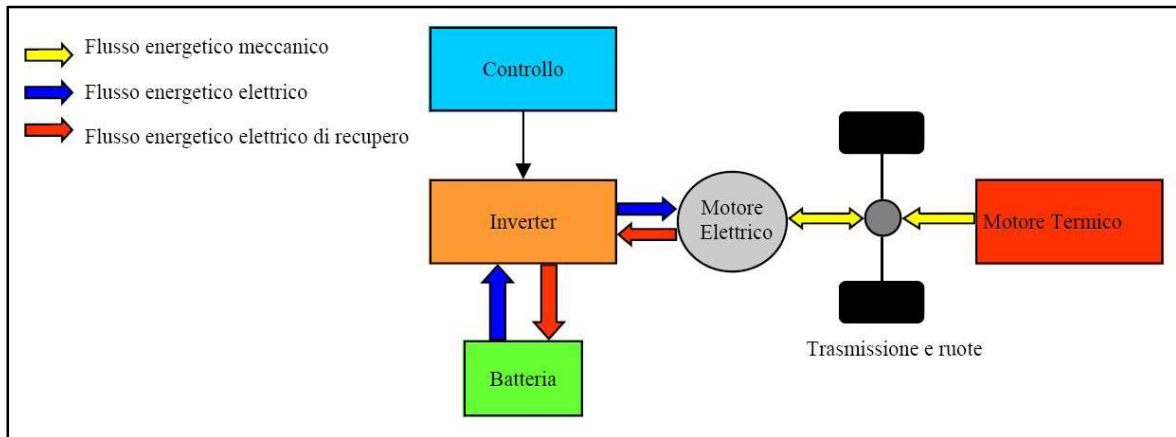 Flusso energetico meccanico
Flusso energetico elettrico
Flusso energetico elettrico di recupero
Controllo
Inverter
Motore
Elettrico
Motore Termico
Trasmissione e ruote
Batteria